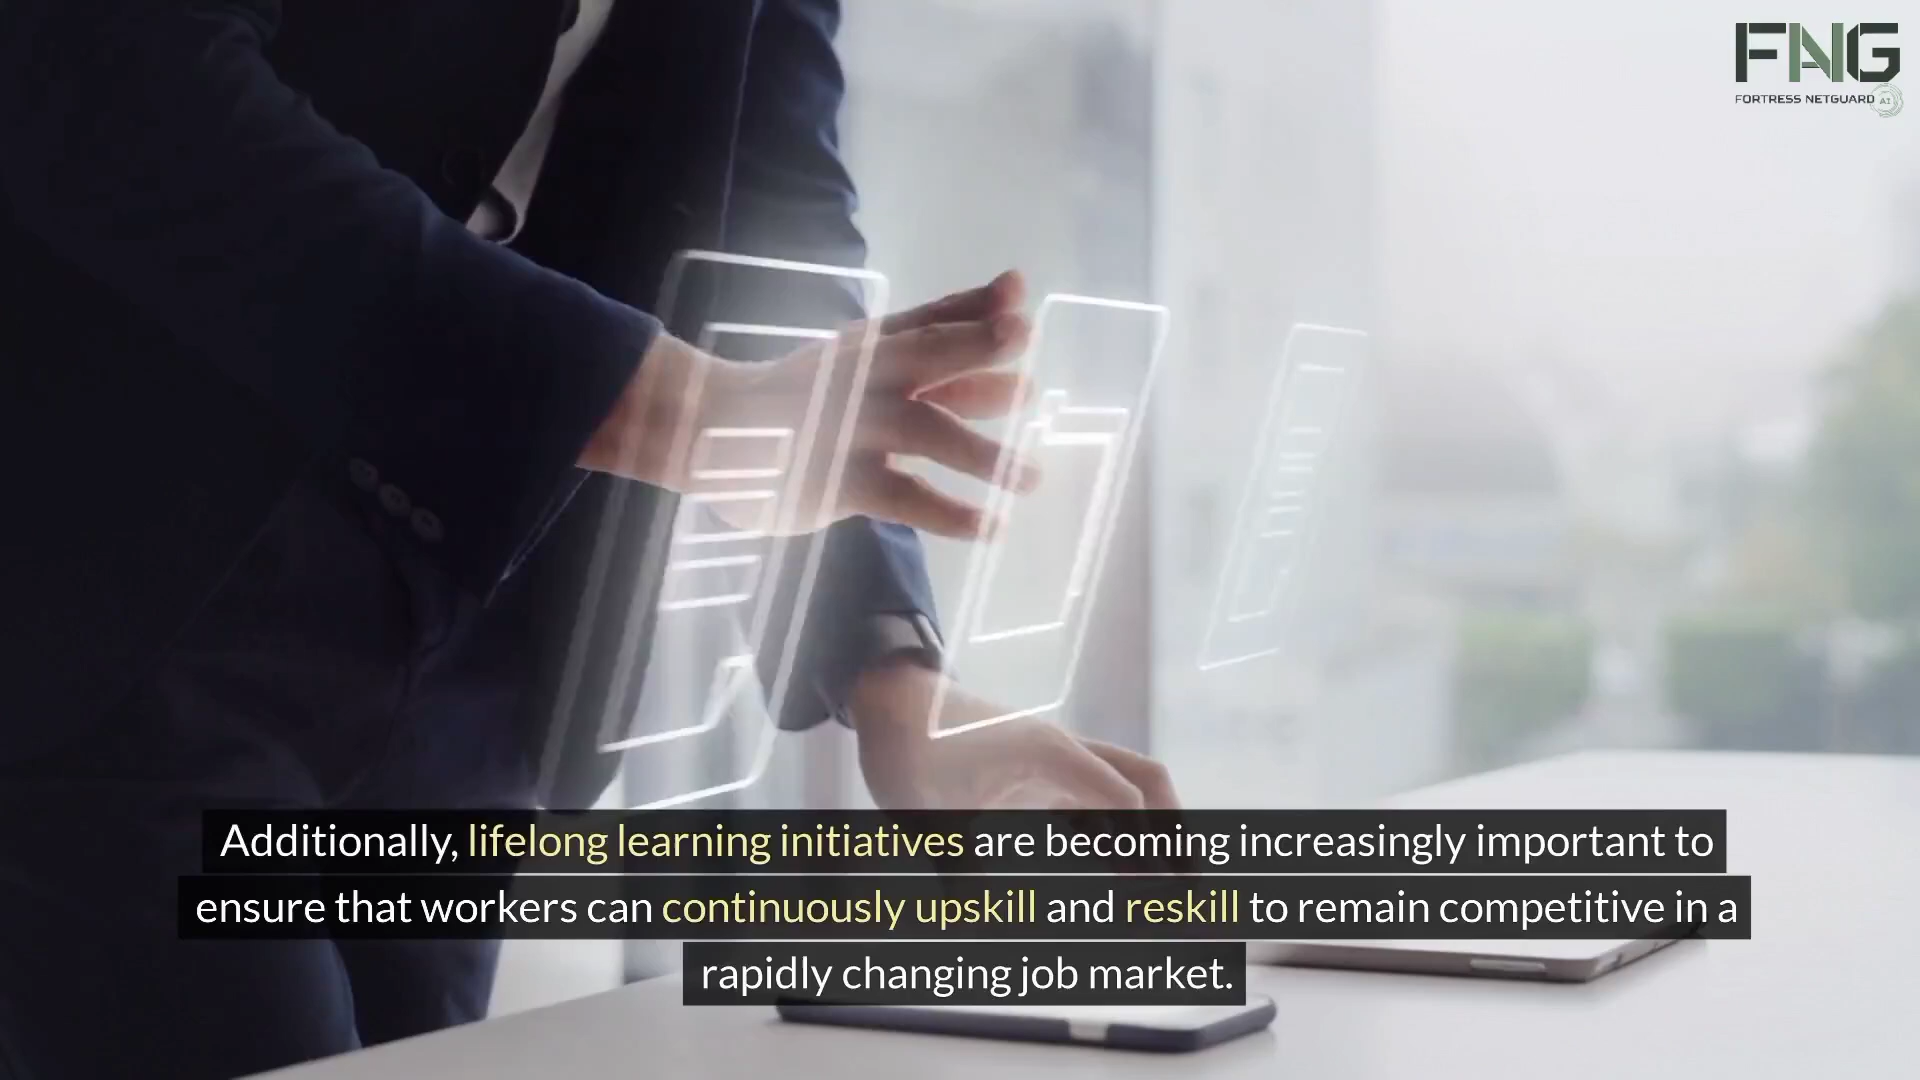 FNG
FORTRESS NETGUARD AI
Additionally, lifelong learning initiatives are becoming increasingly important to
ensure that workers can continuously upskill and reskill to remain competitive in a
rapidly changing job market.